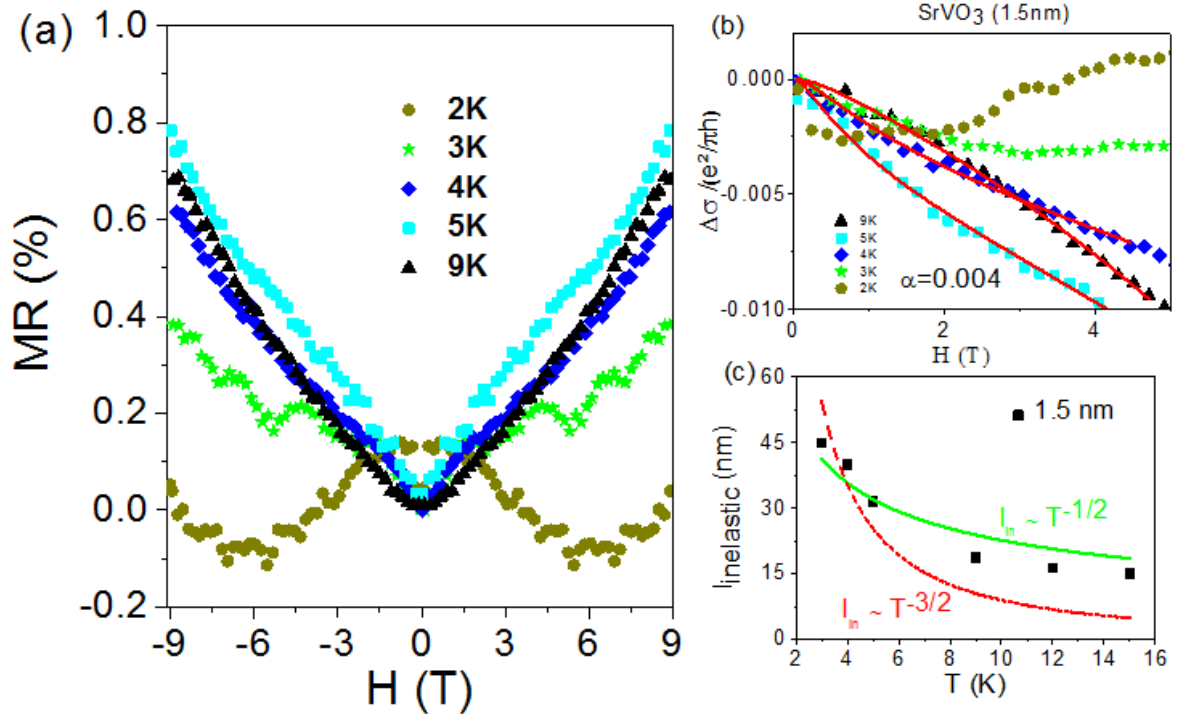 (a)
1.0
0.8
0.6
0.4
0.2
0.0
-0.2
MR (%)
2K
3K
4K
5K
9K
-9 -6 -3 0 3 6 9
H (T)
(b)
SrVO3 (1.5nm)
0.000
-0.005
-0.010
Δσ/(e²/πh)
9K
5K
4K
3K
2K
α=0.004
0 2 4
H (T)
(c)
60
45
30
15
0
linelastic (nm)
1.5 nm
lin ~ T-1/2
lin ~ T-3/2
2 4 6 8 10 12 14 16
T (K)